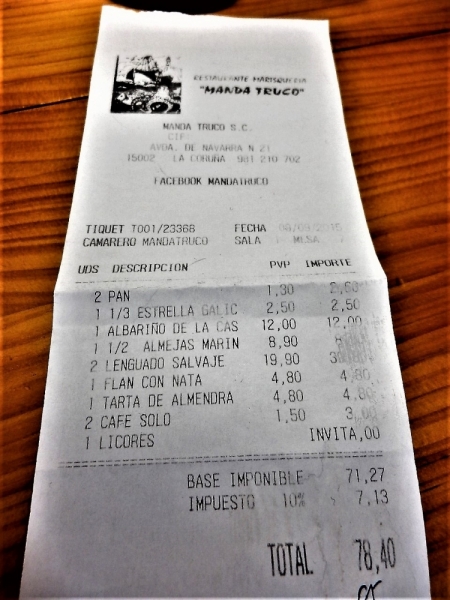 RESTAURANTE MARISQUERIA
"MANDA TRUCO"
MANDA TRUCO S.C.
CIF
AVDA. DE NAVARRA N 21
15002 LA CORUÑA 981 210 702
FACEBOOK MANDATRUCO
TIQUET T001/23368 FECHA
CAMARERO MANDATRUCO SALA MESA
UDS DESCRIPCION PVP IMPORTE
2 PAN 1,30 2,60
1 1/3 ESTRELLA GALIC 2,50 2,50
1 ALBARIÑO DE LA CAS 12,00 12,00
1 1/2 ALMEJAS MARIN 8,90
2 LENGUADO SALVAJE 19,90 39,80
1 FLAN CON NATA 4,80 4,80
1 TARTA DE ALMENDRA 4,80 4,80
2 CAFE SOLO 1,50 3,00
1 LICORES INVITA,00
BASE IMPONIBLE 71,27
IMPUESTO 10% 7,13
TOTAL 78,40